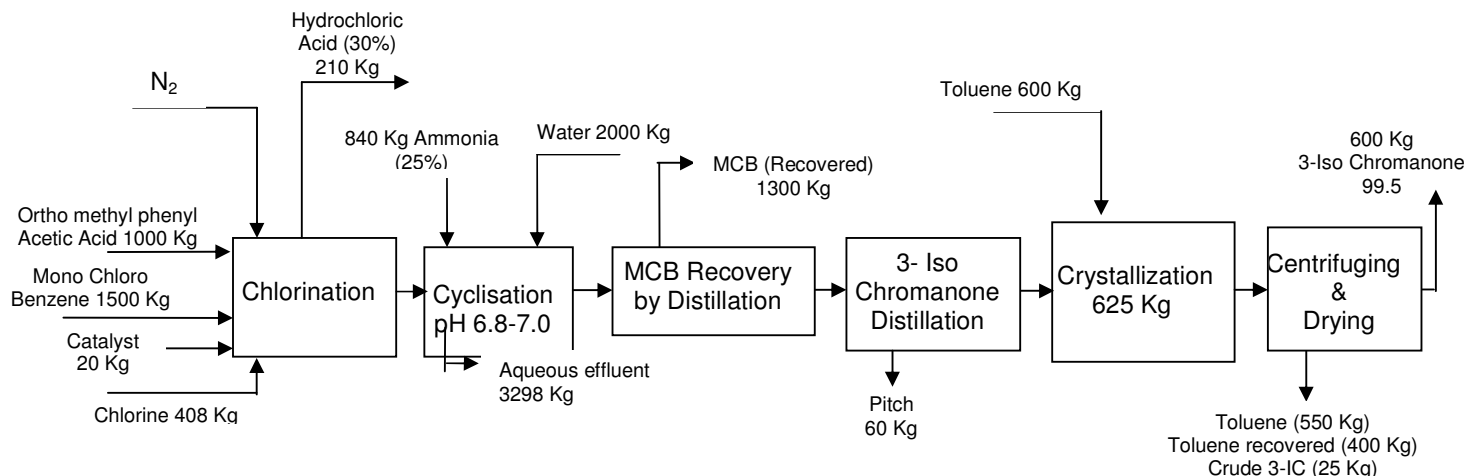 Hydrochloric
Acid (30%)
210 Kg
N2
840 Kg Ammonia
(25%)
Water 2000 Kg
MCB (Recovered)
1300 Kg
Toluene 600 Kg
600 Kg
3-Iso Chromanone
99.5
Ortho methyl phenyl
Acetic Acid 1000 Kg
Mono Chloro
Benzene 1500 Kg
Catalyst
20 Kg
Chlorine 408 Kg
Chlorination
Cyclisation
pH 6.8-7.0
Aqueous effluent
3298 Kg
MCB Recovery
by Distillation
3- Iso
Chromanone
Distillation
Pitch
60 Kg
Crystallization
625 Kg
Centrifuging
&
Drying
Toluene (550 Kg)
Toluene recovered (400 Kg)
Crude 3-IC (25 Kg)